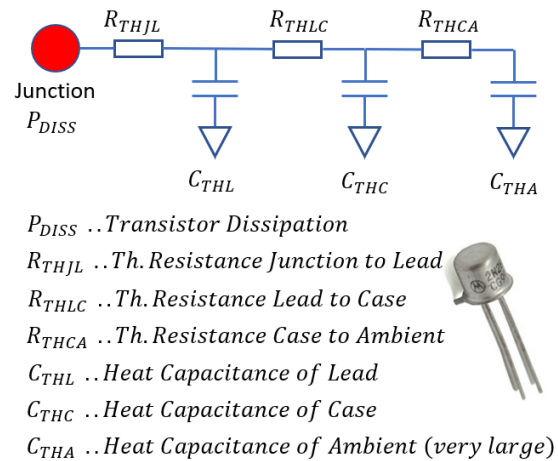 R_THJL R_THLC R_THCA
Junction
P_DISS
C_THL C_THC C_THA
P_DISS ..Transistor Dissipation
R_THJL ..Th.Resistance Junction to Lead
R_THLC ..Th.Resistance Lead to Case
R_THCA ..Th.Resistance Case to Ambient
C_THL ..Heat Capacitance of Lead
C_THC ..Heat Capacitance of Case
C_THA ..Heat Capacitance of Ambient (very large)